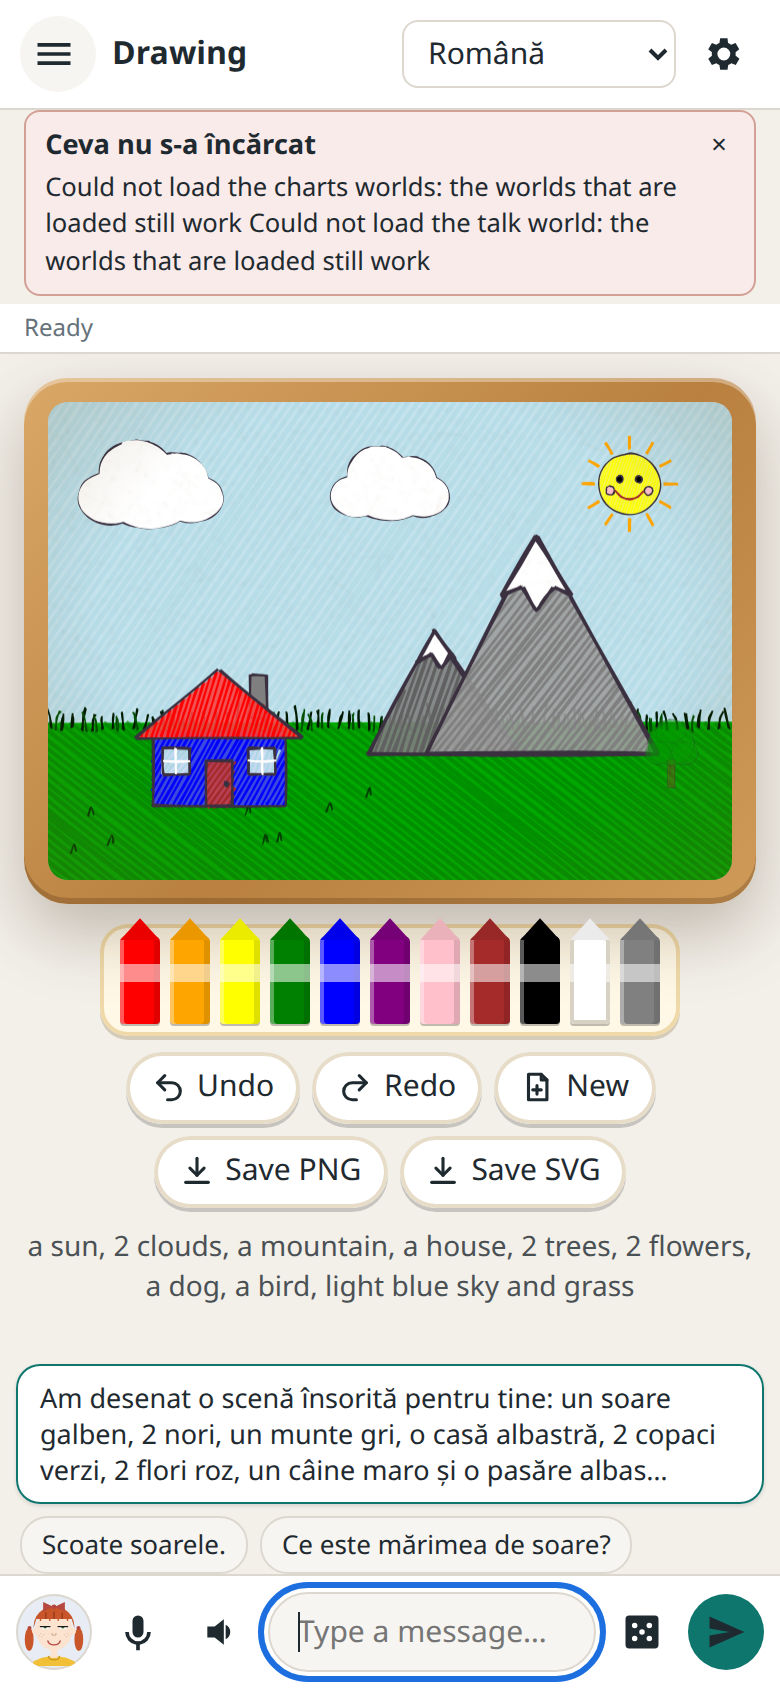 Drawing
Română
Ceva nu s-a încărcat
×
Could not load the charts worlds: the worlds that are
loaded still work Could not load the talk world: the
worlds that are loaded still work
Ready
Undo
Redo
New
Save PNG
Save SVG
a sun, 2 clouds, a mountain, a house, 2 trees, 2 flowers,
a dog, a bird, light blue sky and grass
Am desenat o scenă însorită pentru tine: un soare
galben, 2 nori, un munte gri, o casă albastră, 2 copaci
verzi, 2 flori roz, un câine maro și o pasăre albas...
Scoate soarele.
Ce este mărimea de soare?
Type a message...